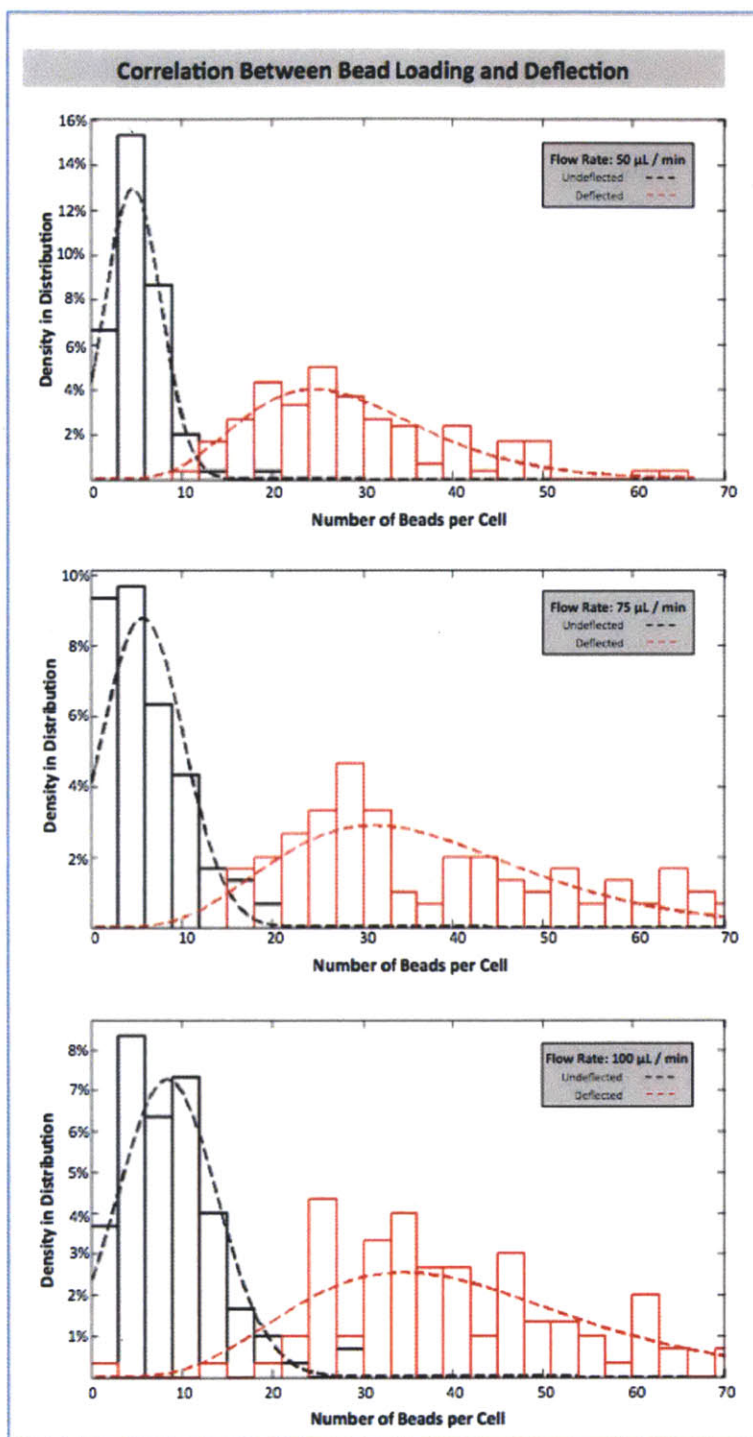 Correlation Between Bead Loading and Deflection
16%
14%
12%
10%
8%
6%
4%
2%
Density in Distribution
Flow Rate: 50 µL / min
Undeflected
Deflected
0 10 20 30 40 50 60 70
Number of Beads per Cell
10%
8%
6%
4%
2%
Density in Distribution
Flow Rate: 75 µL / min
Undeflected
Deflected
0 10 20 30 40 50 60 70
Number of Beads per Cell
8%
7%
6%
5%
4%
3%
2%
1%
Density in Distribution
Flow Rate: 100 µL / min
Undeflected
Deflected
0 10 20 30 40 50 60 70
Number of Beads per Cell